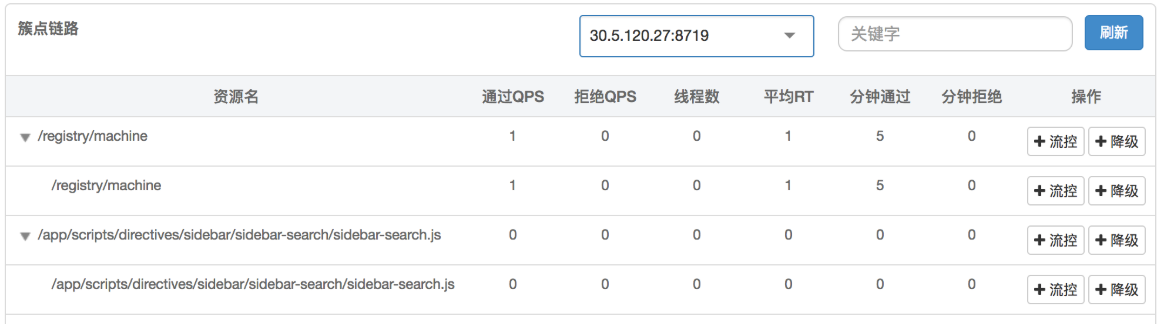 簇点链路 30.5.120.27:8719 关键字 刷新
资源名 通过QPS 拒绝QPS 线程数 平均RT 分钟通过 分钟拒绝 操作
/registry/machine 1 0 0 1 5 0 流控 降级
/registry/machine 1 0 0 1 5 0 流控 降级
/app/scripts/directives/sidebar/sidebar-search/sidebar-search.js 0 0 0 0 0 0 流控 降级
/app/scripts/directives/sidebar/sidebar-search/sidebar-search.js 0 0 0 0 0 0 流控 降级